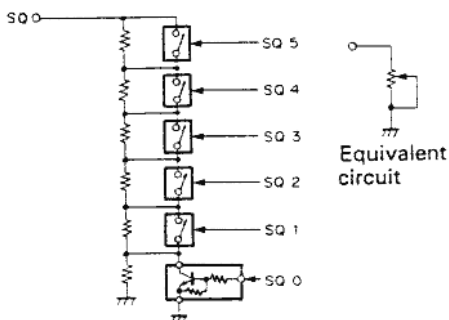 SQ
SQ 5
SQ 4
SQ 3
SQ 2
SQ 1
SQ 0
Equivalent
circuit